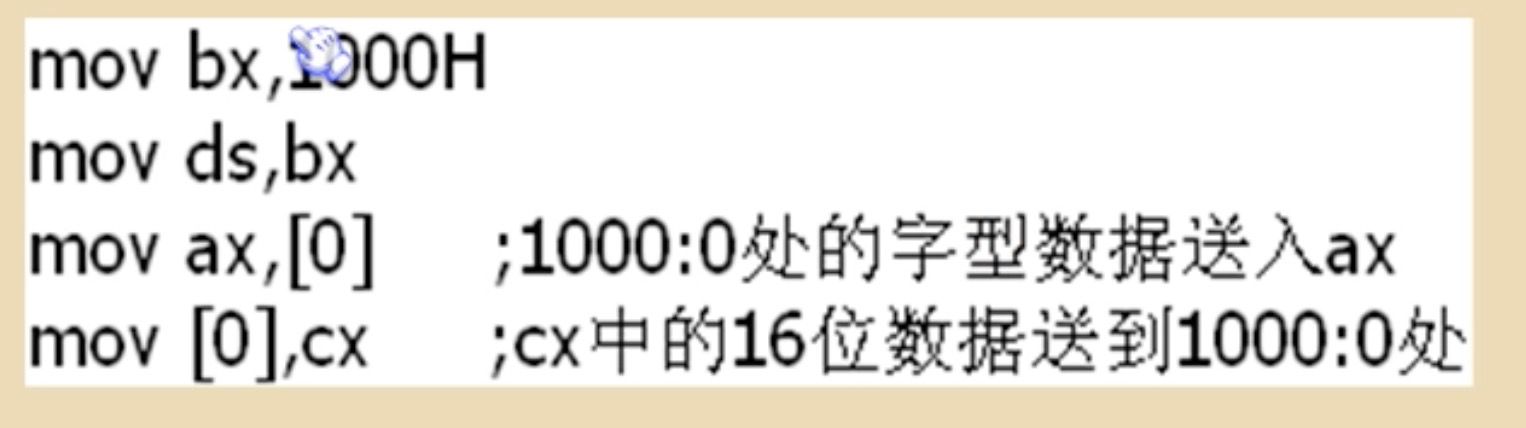 mov bx,1000H
mov ds,bx
mov ax,[0] ;1000:0处的字型数据送入ax
mov [0],cx ;cx中的16位数据送到1000:0处